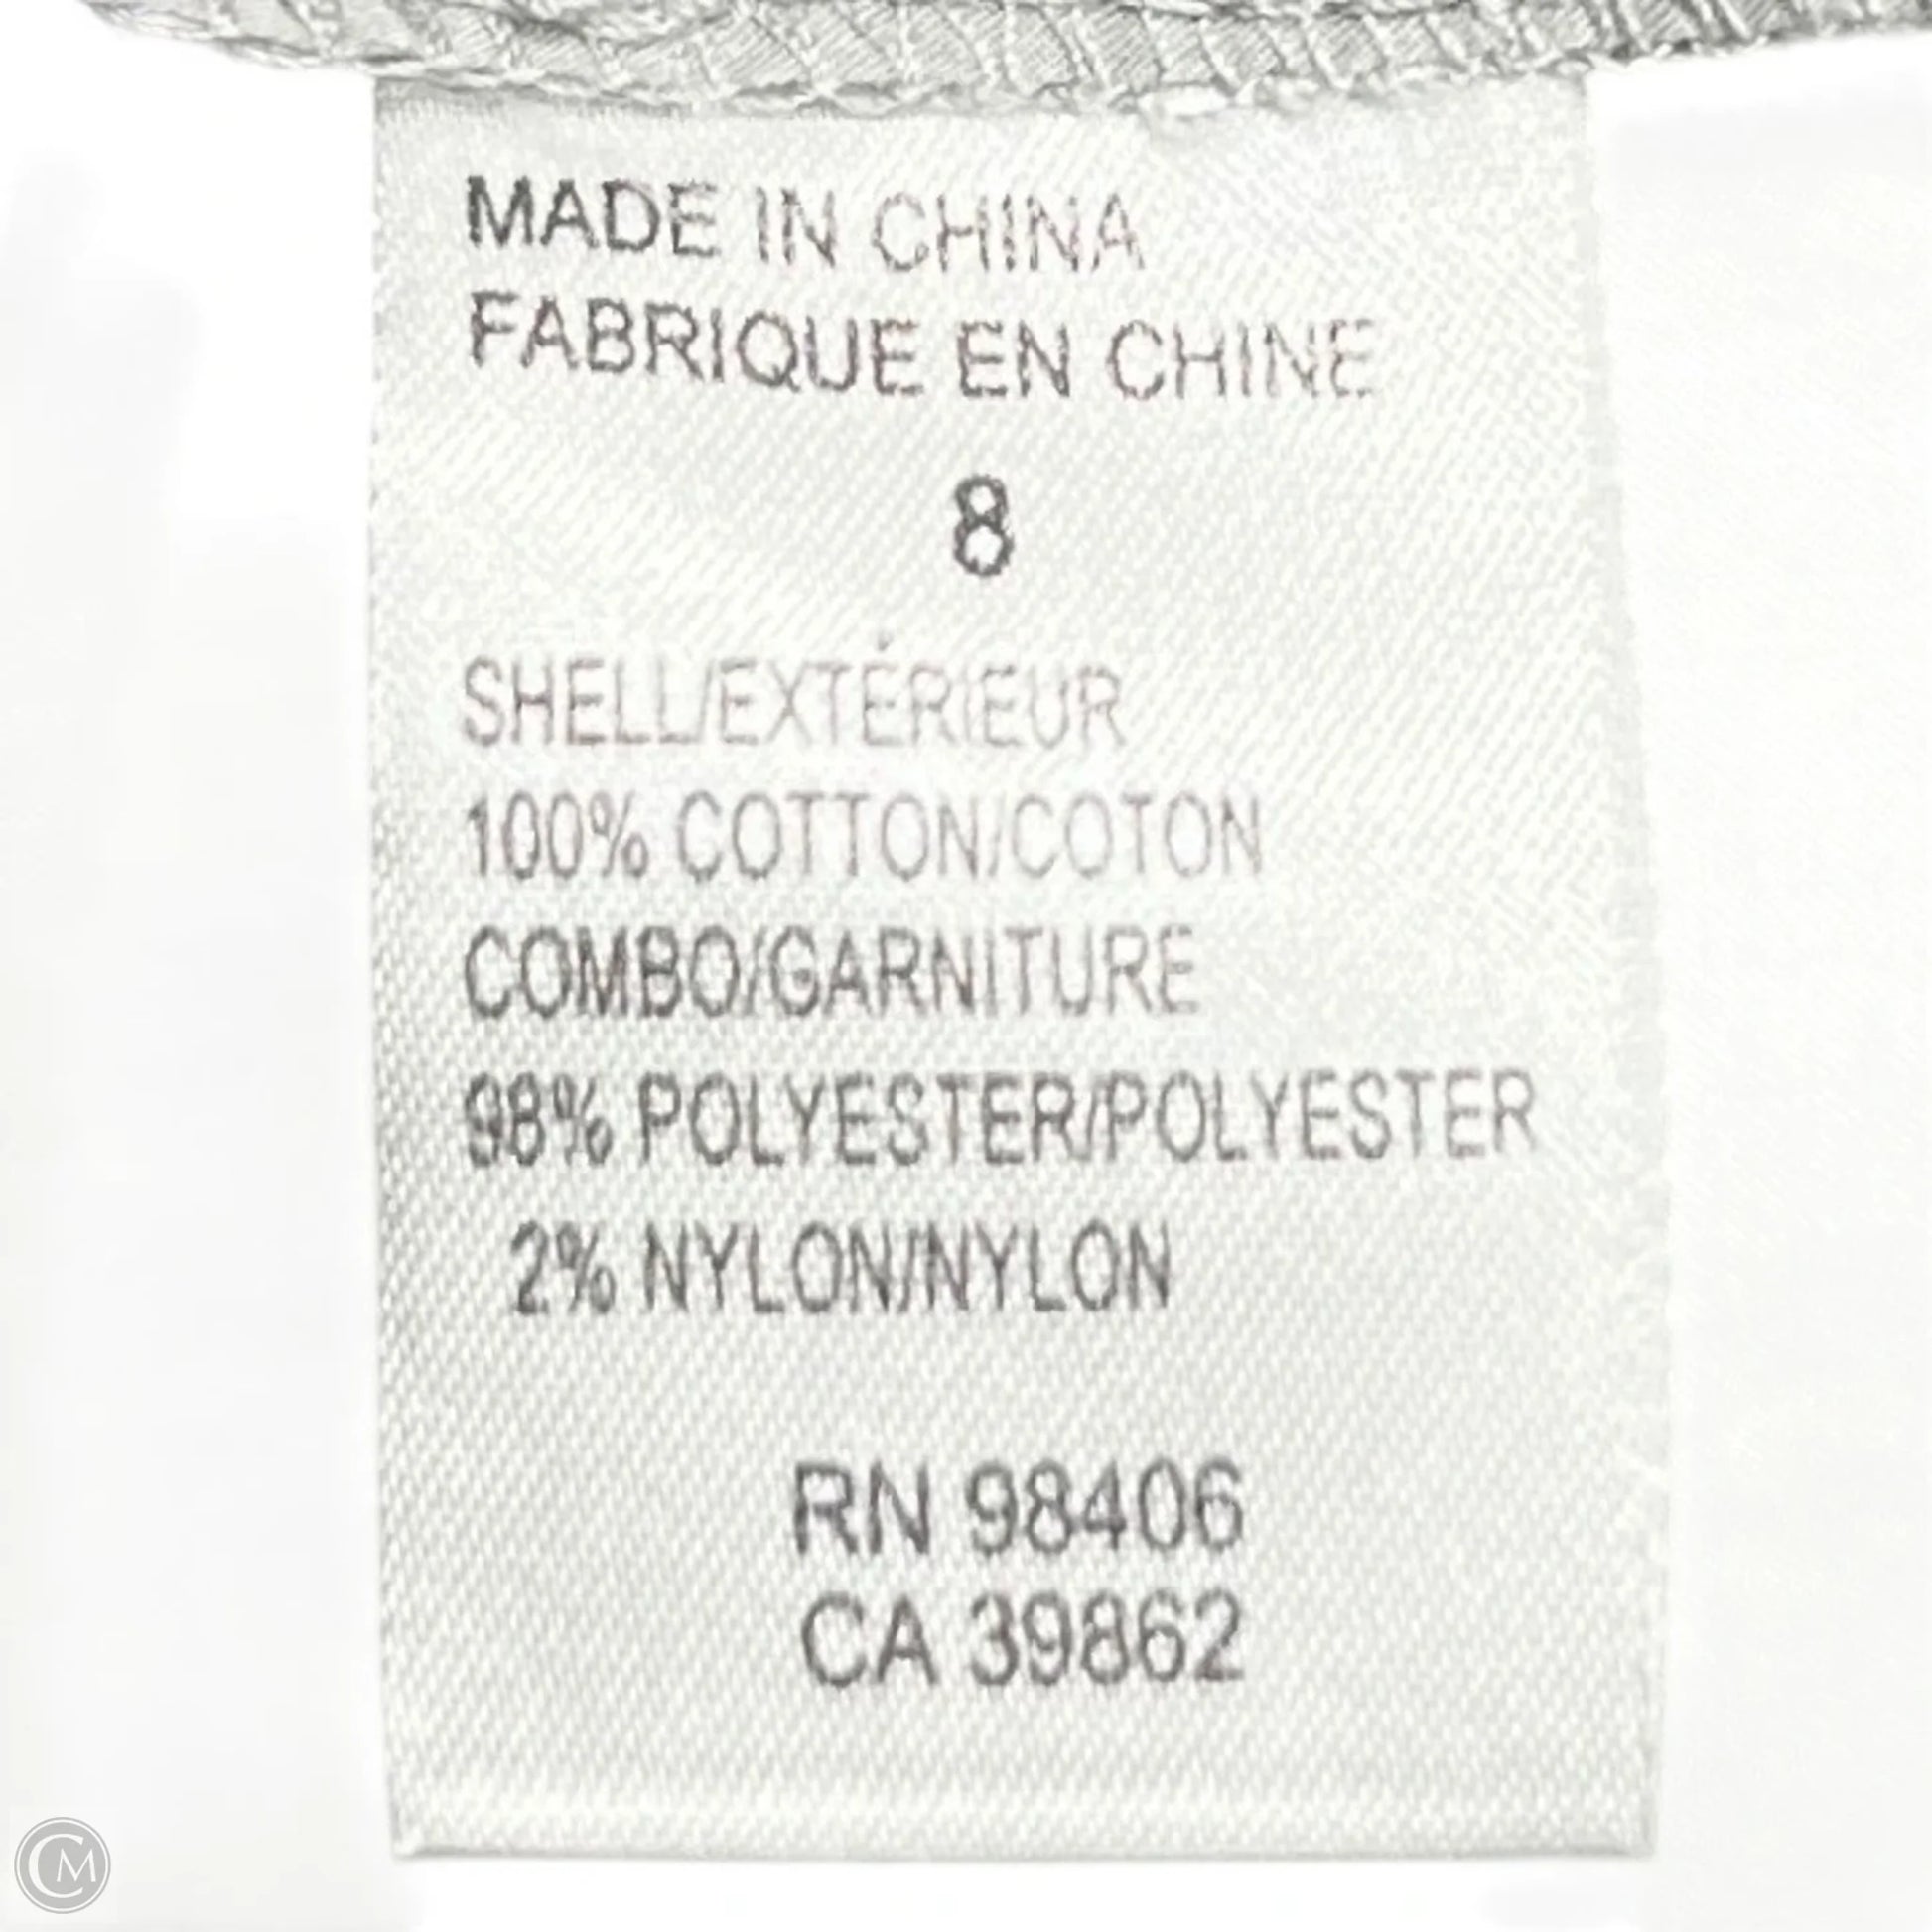 MADE IN CHINA
FABRIQUE EN CHINE
8
SHELL/EXTÉRIEUR
100% COTTON/COTON
COMBO/GARNITURE
98% POLYESTER/POLYESTER
2% NYLON/NYLON
RN 98406
CA 39862
CM